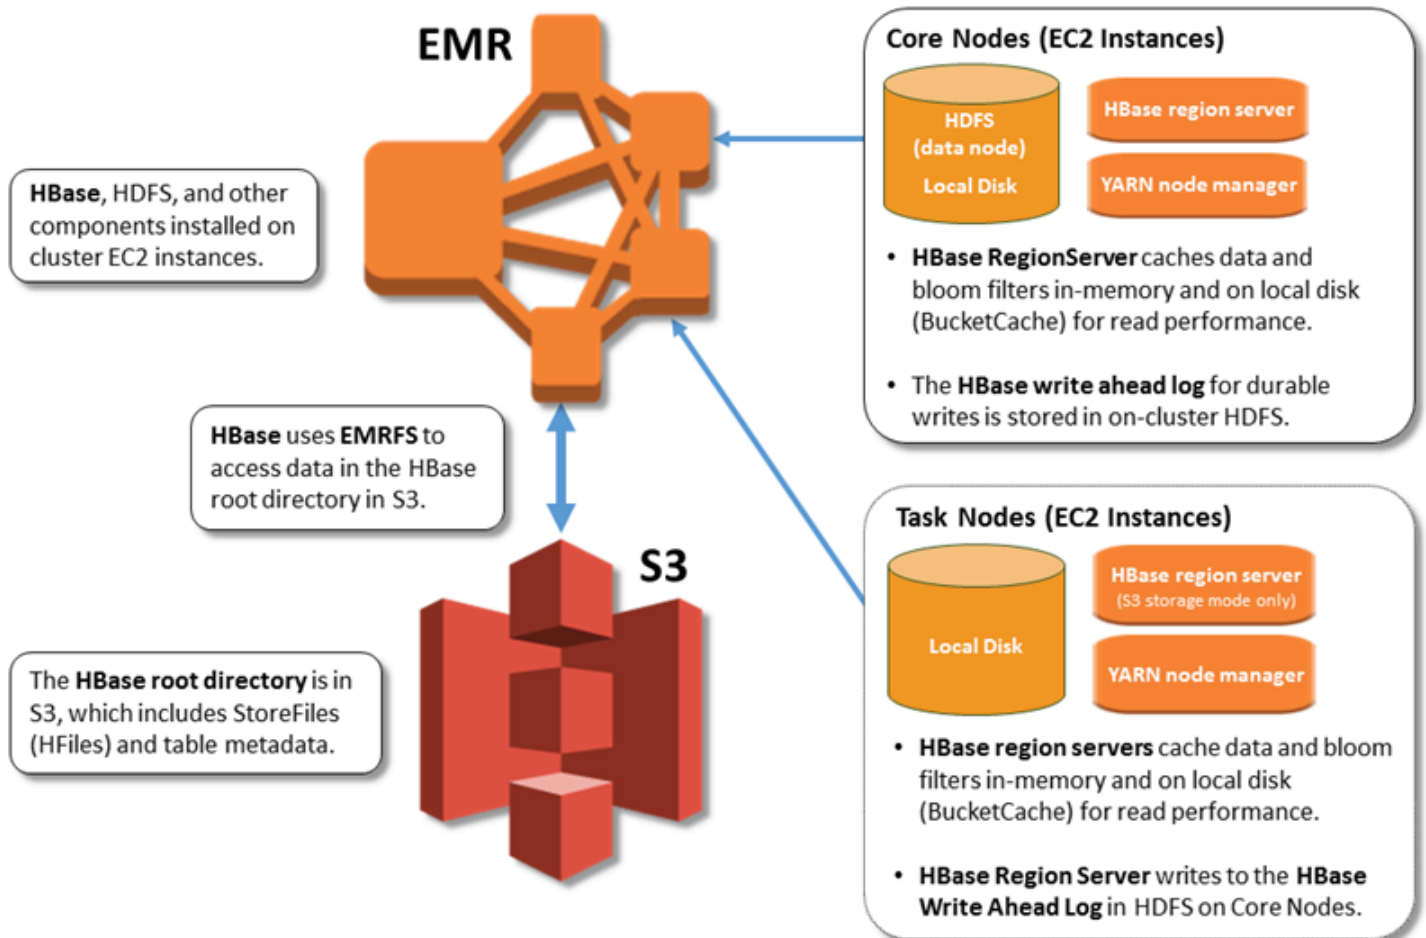 EMR
HBase, HDFS, and other
components installed on
cluster EC2 instances.
HBase uses EMRFS to
access data in the HBase
root directory in S3.
S3
The HBase root directory is in
S3, which includes StoreFiles
(HFiles) and table metadata.
Core Nodes (EC2 Instances)
HDFS
(data node)
Local Disk
HBase region server
YARN node manager
• HBase RegionServer caches data and
bloom filters in-memory and on local disk
(BucketCache) for read performance.
• The HBase write ahead log for durable
writes is stored in on-cluster HDFS.
Task Nodes (EC2 Instances)
Local Disk
HBase region server
(S3 storage mode only)
YARN node manager
• HBase region servers cache data and bloom
filters in-memory and on local disk
(BucketCache) for read performance.
• HBase Region Server writes to the HBase
Write Ahead Log in HDFS on Core Nodes.